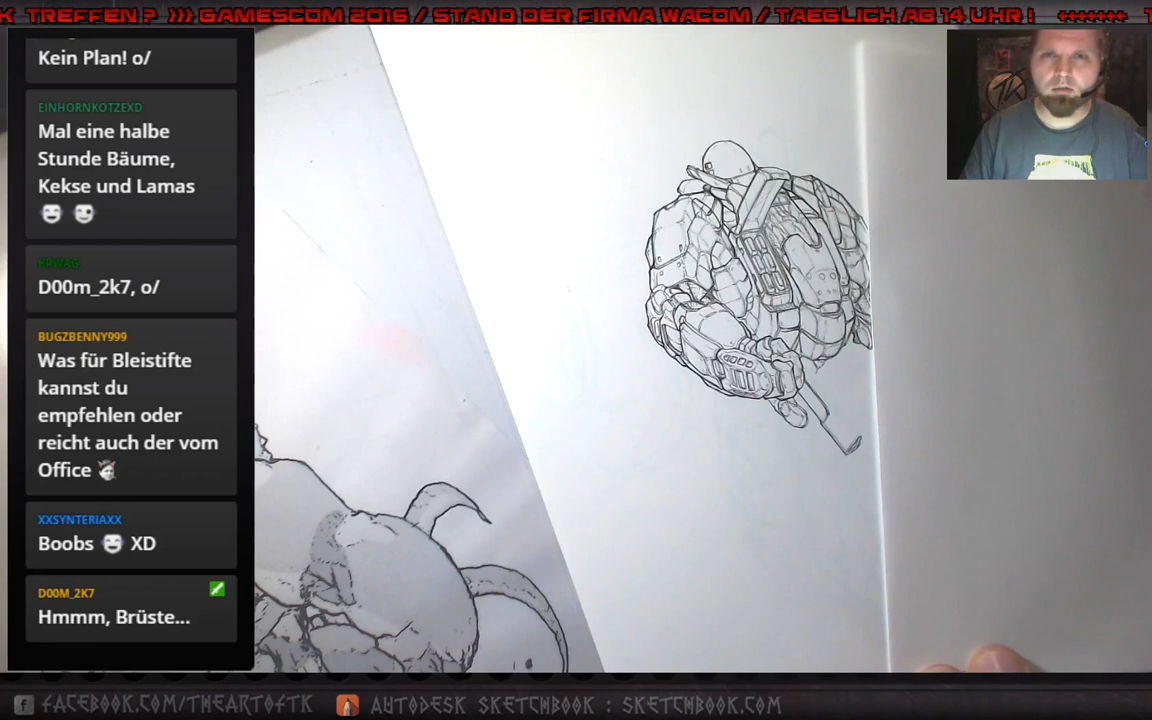 K TREFFEN ? >>> GAMESCOM 2016 / STAND DER FIRMA WACOM / TAEGLICH AB 14 UHR ! +++++++ T
Kein Plan! o/
EINHORNKOTZEXD
Mal eine halbe
Stunde Bäume,
Kekse und Lamas
KRWAG
D00m_2k7, o/
BUGZBENNY999
Was für Bleistifte
kannst du
empfehlen oder
reicht auch der vom
Office
XXSYNTERIAXX
Boobs XD
D00M_2K7
Hmmm, Brüste...
TK
FACEBOOK.COM/THEARTOFTK
AUTODESK SKETCHBOOK : SKETCHBOOK.COM